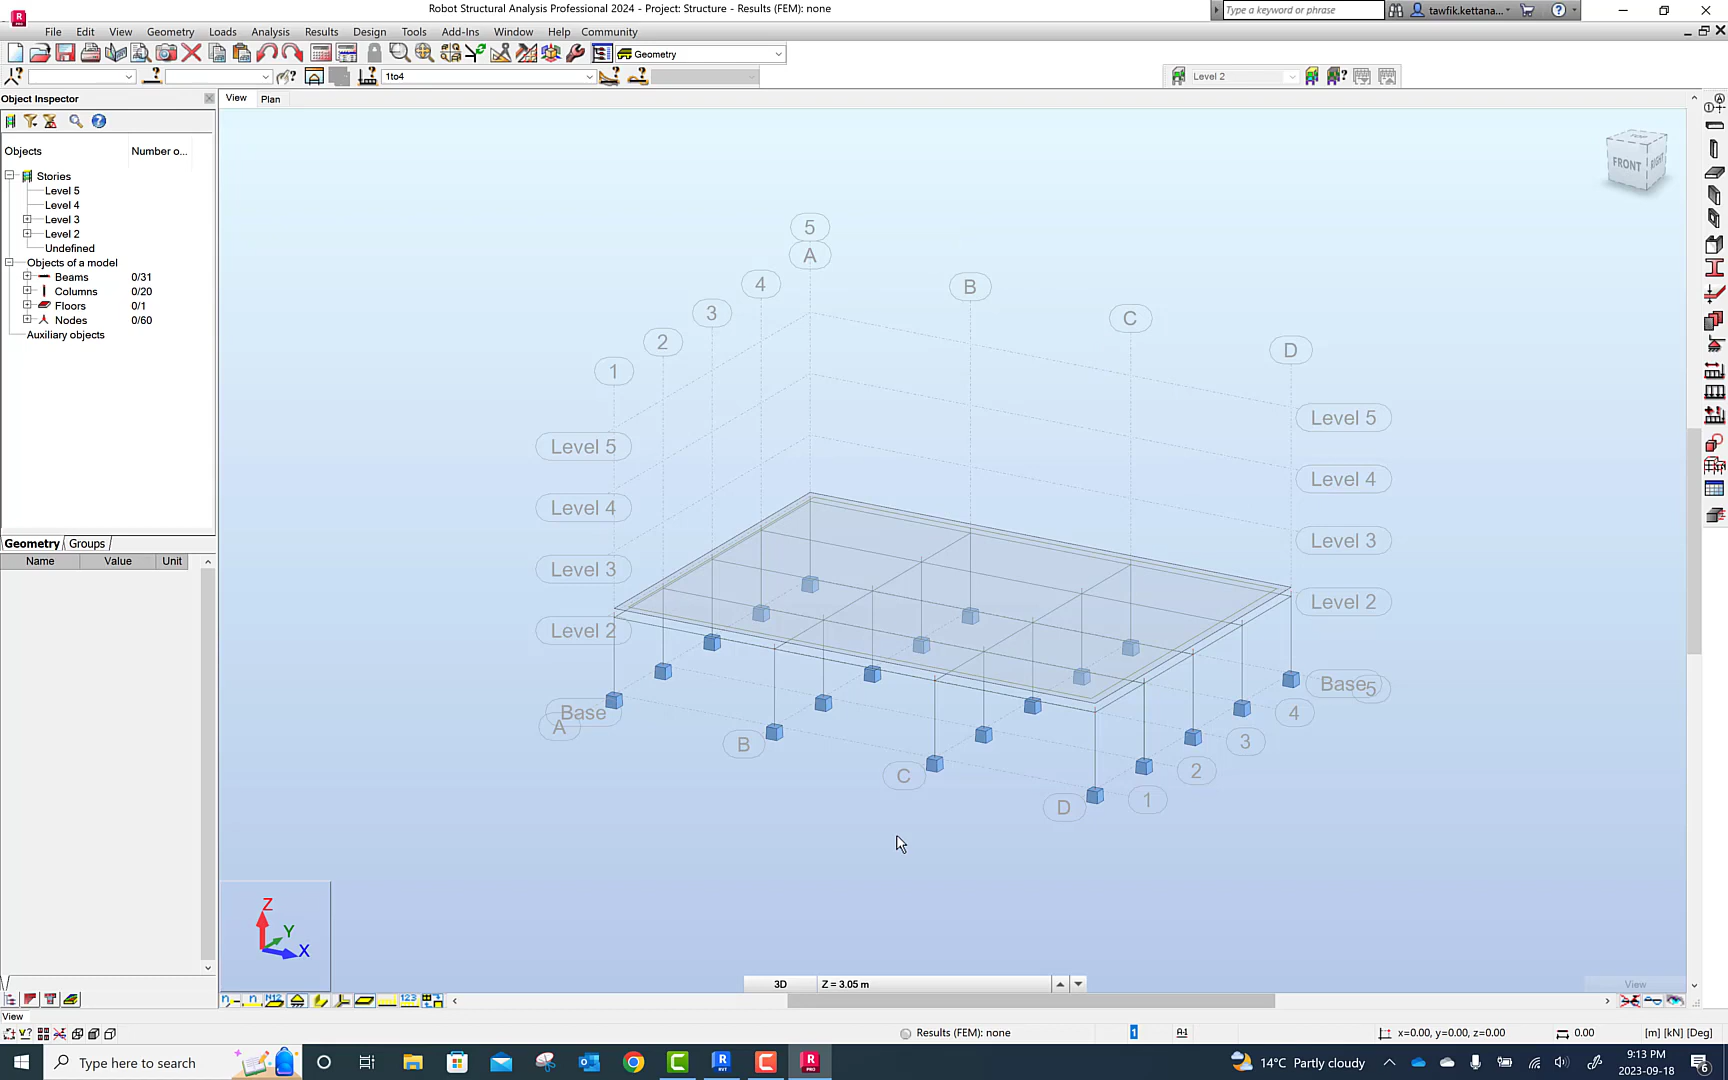 Robot Structural Analysis Professional 2024 - Project: Structure - Results (FEM): none
Type a keyword or phrase
tawfik.kettana...
File Edit View Geometry Loads Analysis Results Design Tools Add-Ins Window Help Community
Geometry
1to4
Level 2
Object Inspector
View Plan
Objects Number o...
Stories
Level 5
Level 4
Level 3
Level 2
Undefined
Objects of a model
Beams 0/31
Columns 0/20
Floors 0/1
Nodes 0/60
Auxiliary objects
Geometry Groups
Name Value Unit
TOP
FRONT
RIGHT
5
A
4
B
3
C
2
D
1
Level 5
Level 5
Level 4
Level 4
Level 3
Level 3
Level 2
Level 2
Base
A
Base
5
B
4
C
3
2
D
1
Z
Y
X
3D Z = 3.05 m
View
View
Results (FEM): none
1
x=0.00, y=0.00, z=0.00
0.00
[m] [kN] [Deg]
Type here to search
14°C Partly cloudy
9:13 PM
2023-09-18
6